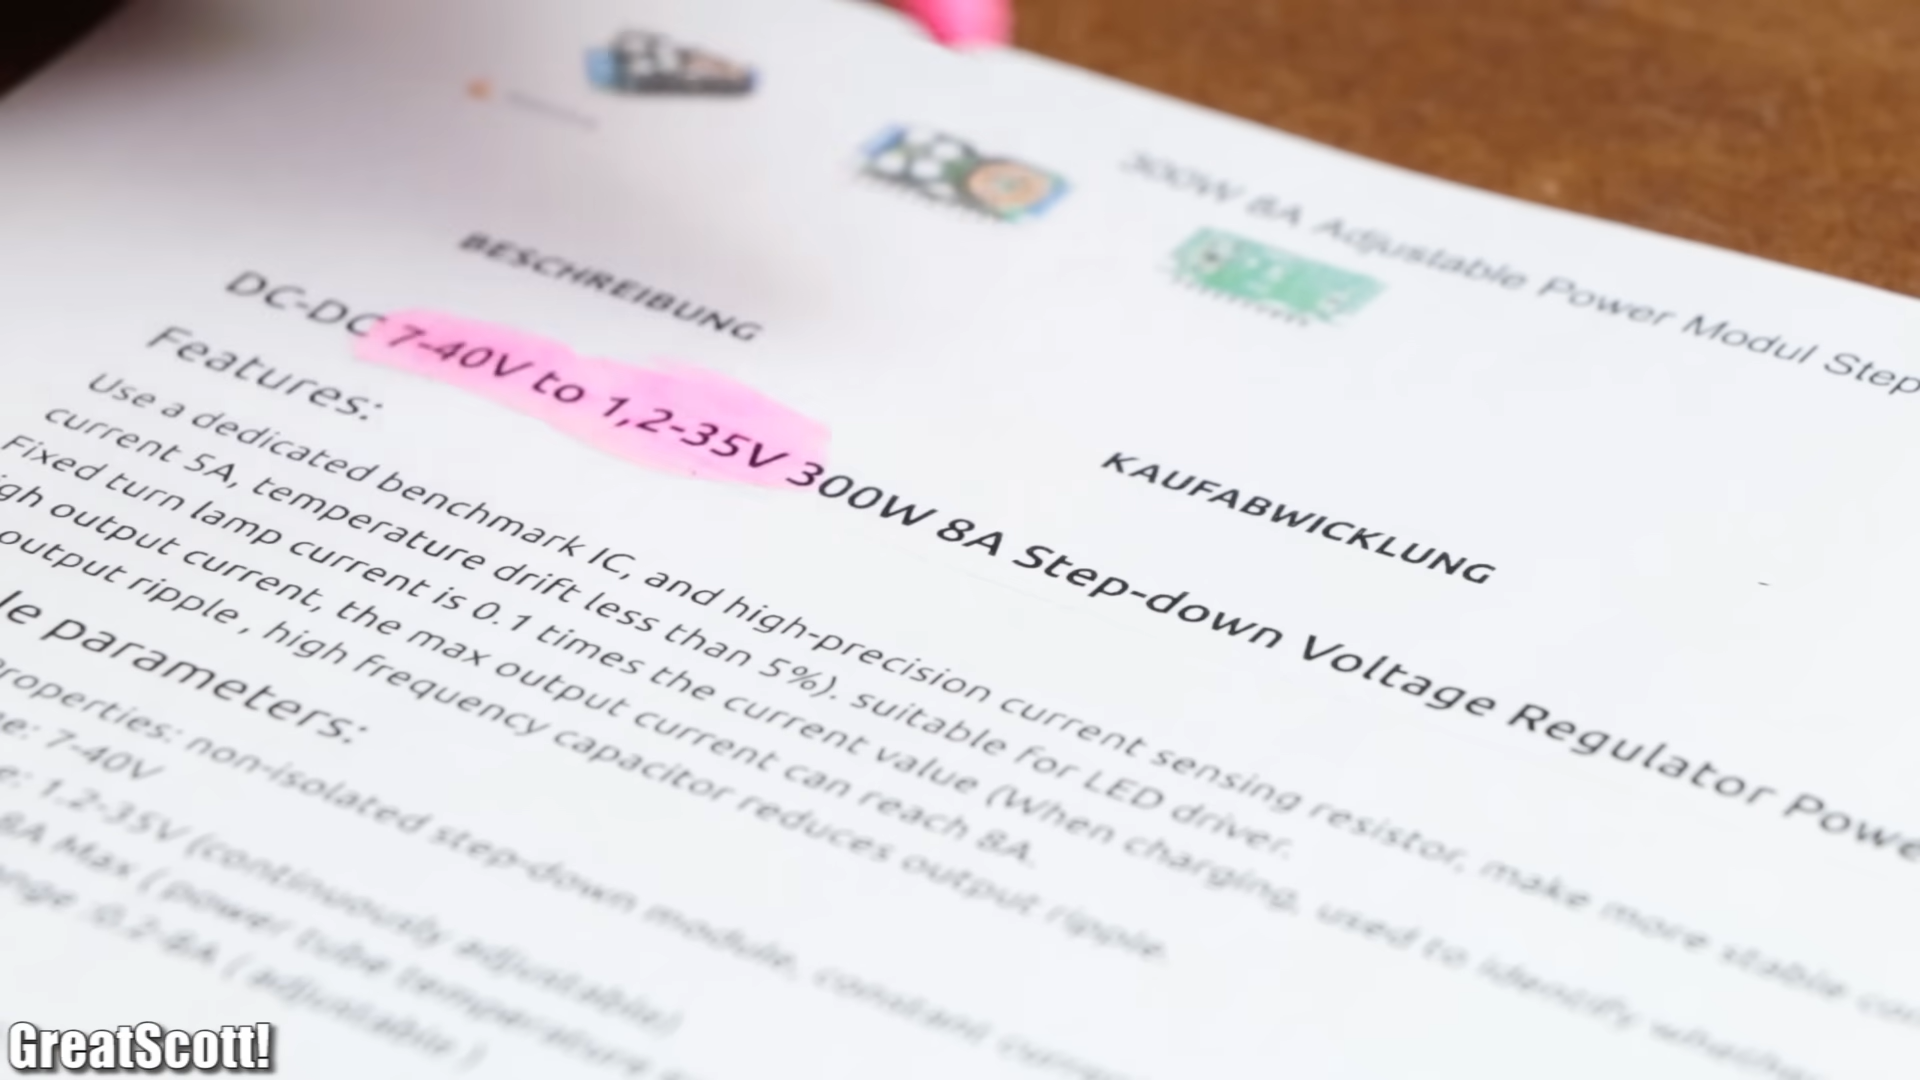 300W 8A Adjustable Power Modul Step
BESCHREIBUNG
KAUFABWICKLUNG
DC-DC 7-40V to 1,2-35V 300W 8A Step-down Voltage Regulator Powe
Features:
Use a dedicated benchmark IC, and high-precision current sensing resistor, make more stable
current 5A, temperature drift less than 5%). suitable for LED driver.
Fixed turn lamp current is 0.1 times the current value (When charging, used to identify whether
gh output current, the max output current can reach 8A.
output ripple , high frequency capacitor reduces output ripple.
le parameters:
roperties: non-isolated step-down module, constant
e: 7-40V
e: 1.2-35V (continuously adjustable)
8A Max ( power tube temperature
nge :0.2-8A ( adjustable )
GreatScott!